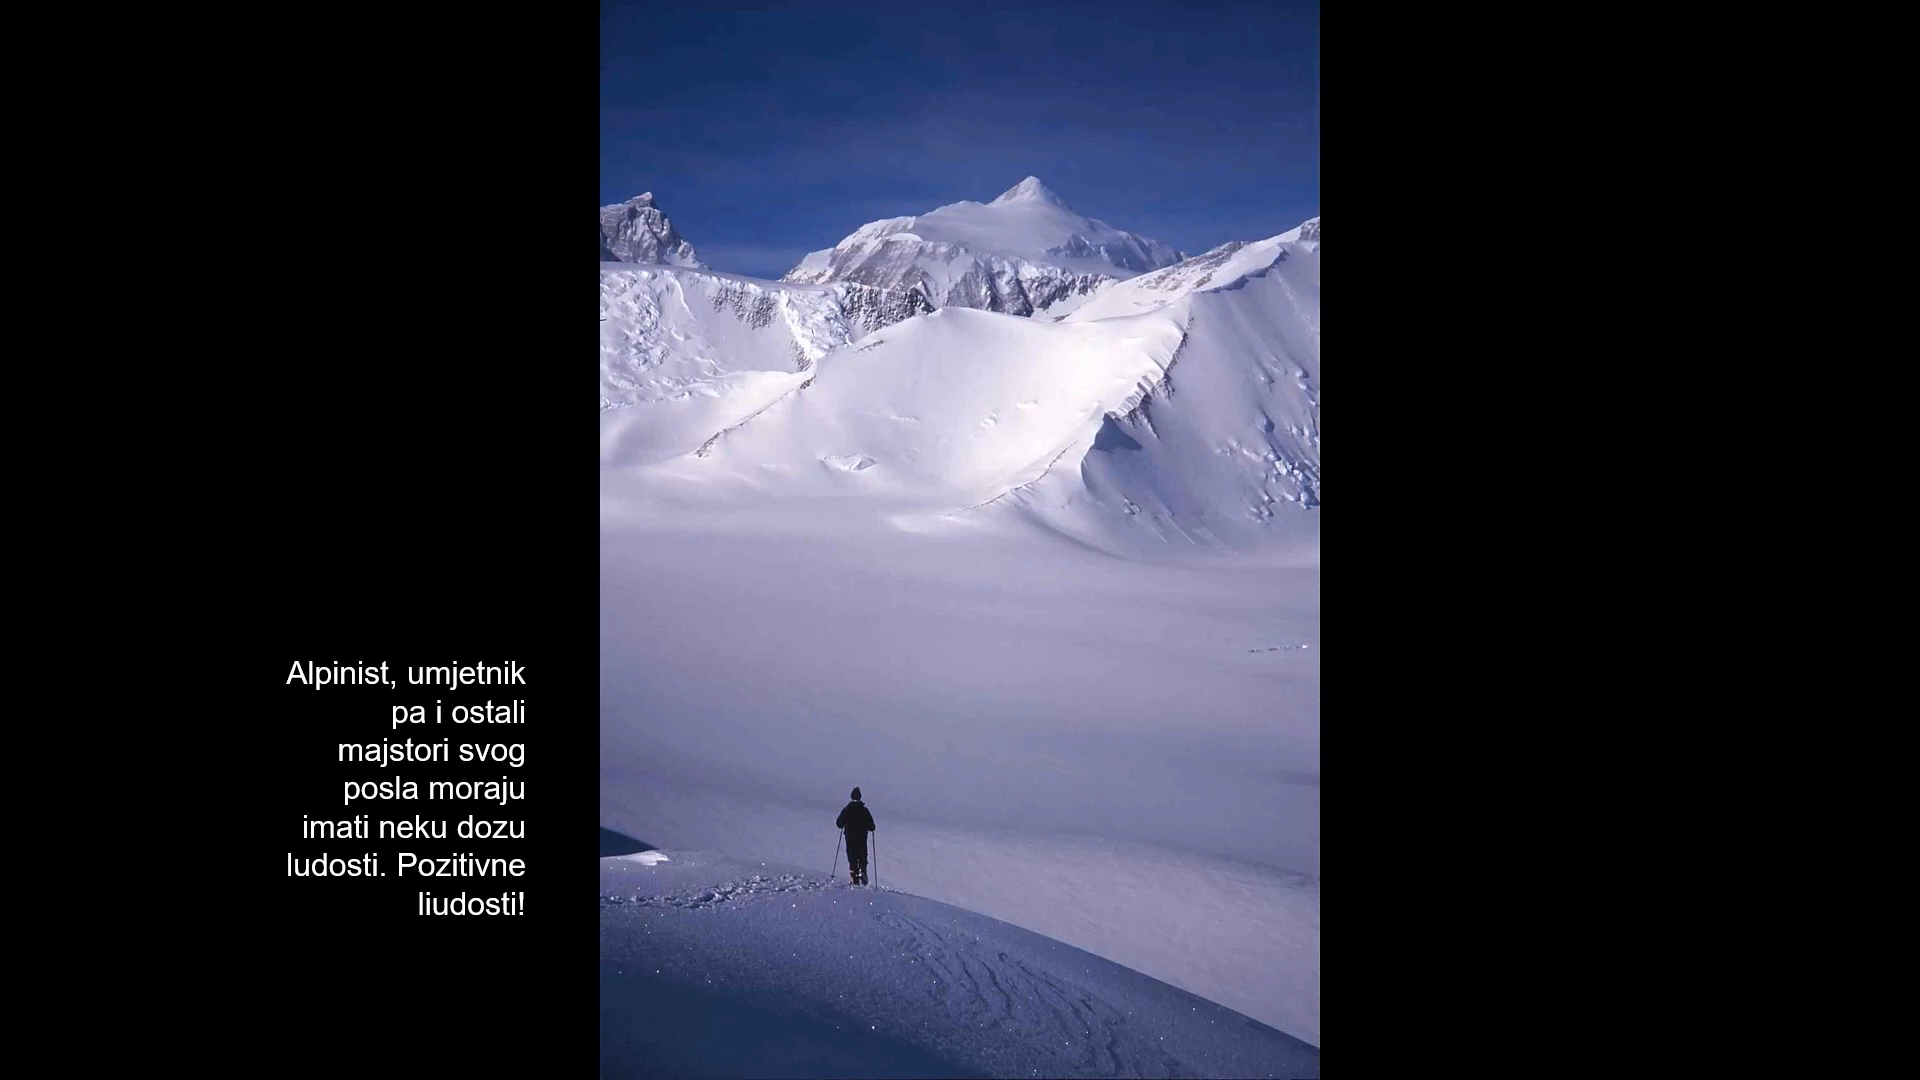 Alpinist, umjetnik
pa i ostali
majstori svog
posla moraju
imati neku dozu
ludosti. Pozitivne
liudosti!